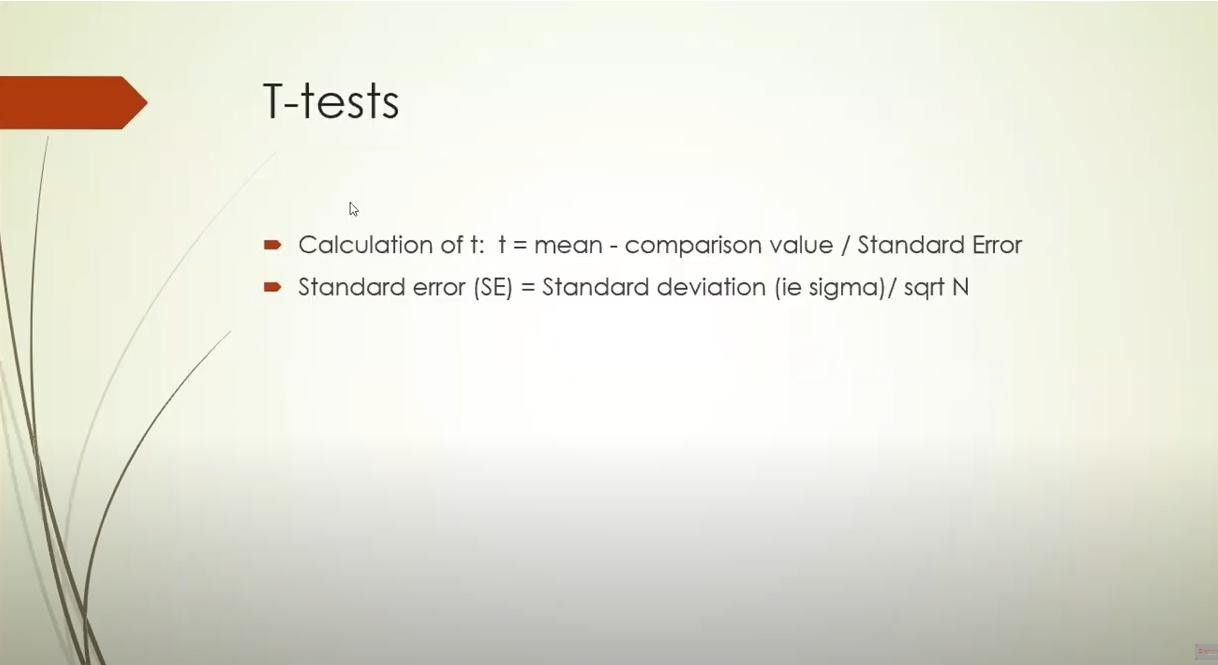 T-tests
Calculation of t:  t = mean - comparison value / Standard Error
Standard error (SE) = Standard deviation (ie sigma)/ sqrt N